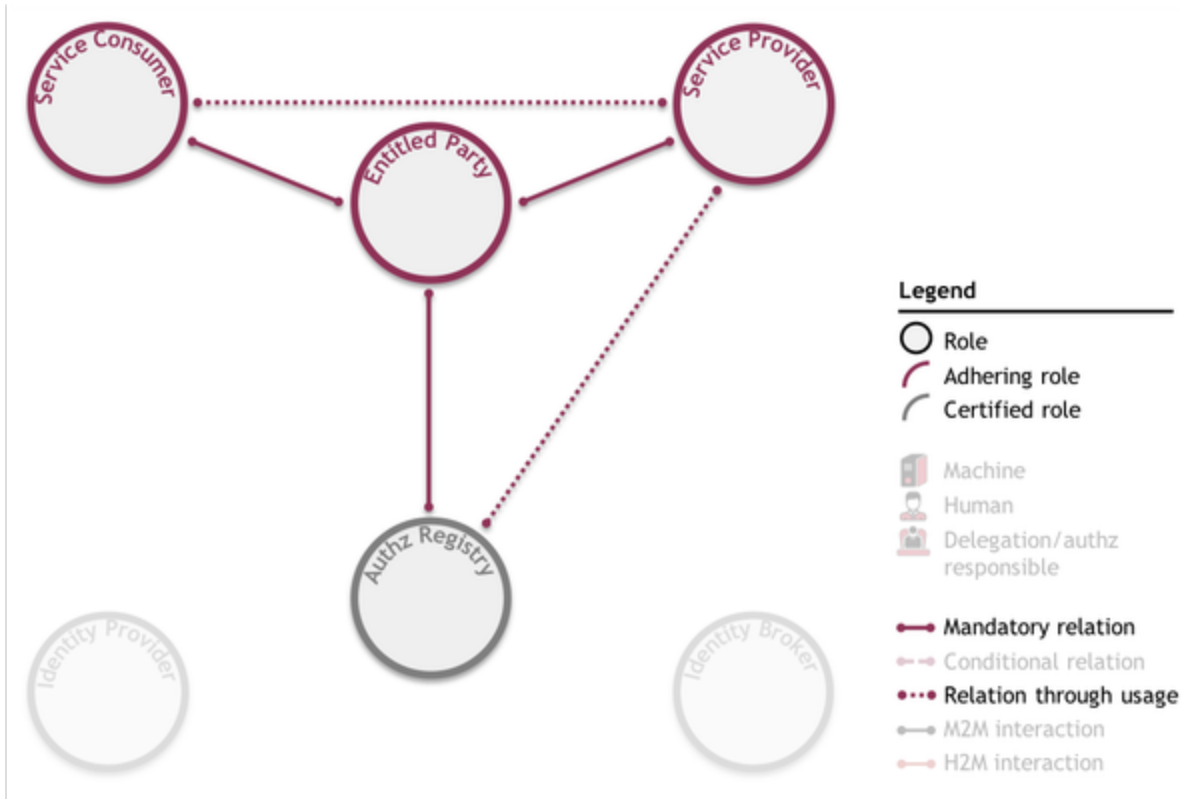 Service Consumer
Service Provider
Entitled Party
Authz Registry
Identity Provider
Identity Broker
Legend
Role
Adhering role
Certified role
Machine
Human
Delegation/authz
responsible
Mandatory relation
Conditional relation
Relation through usage
M2M interaction
H2M interaction